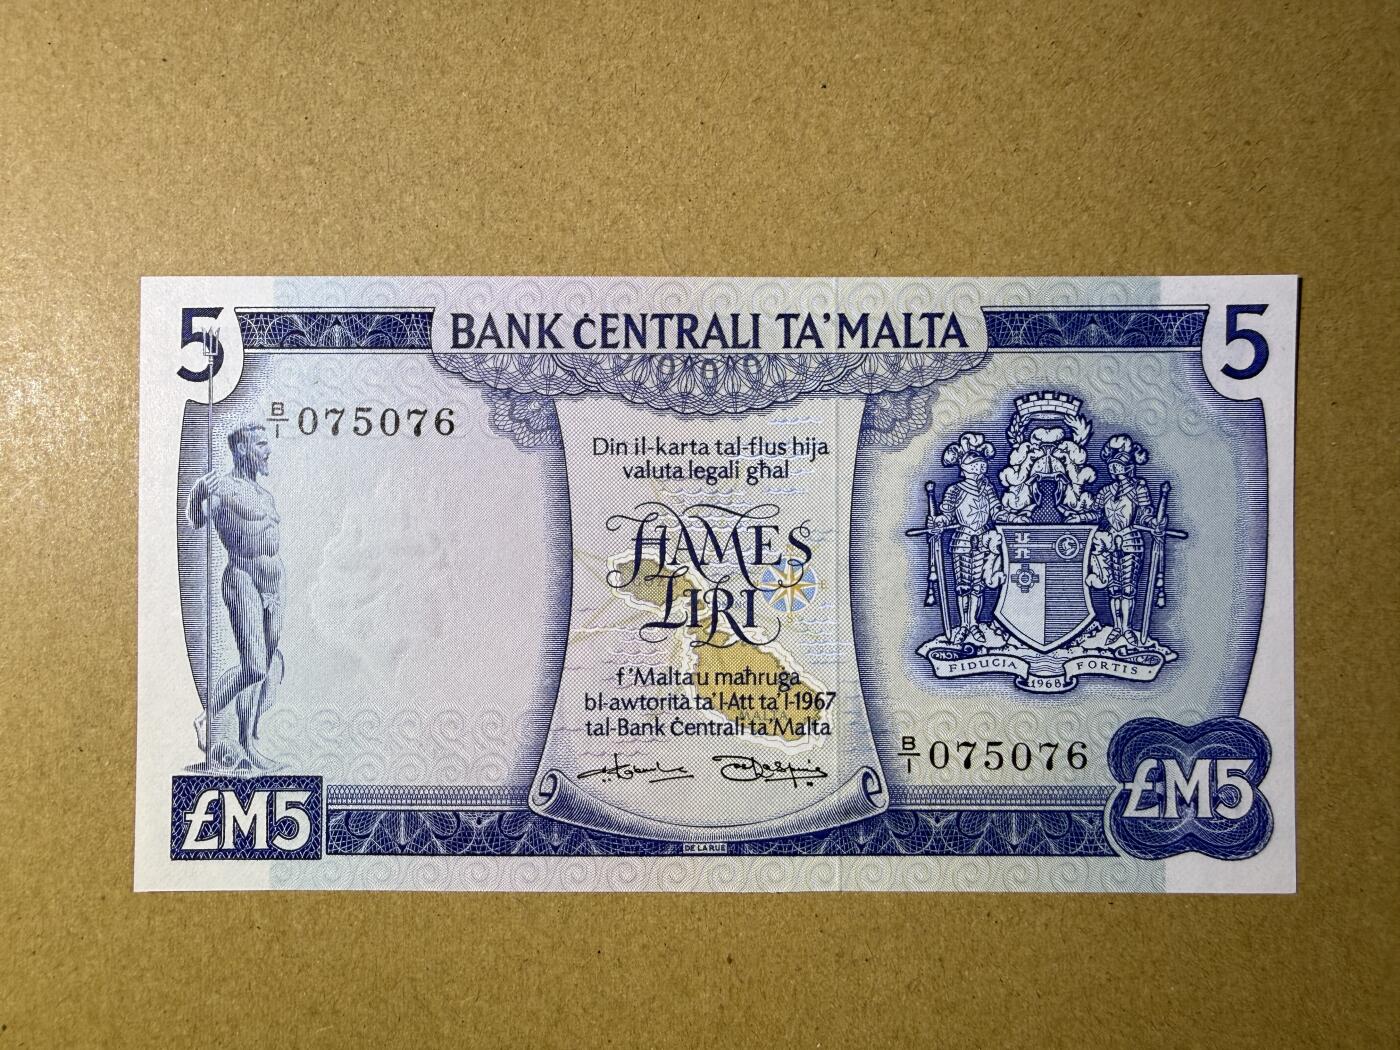 5
BANK ĊENTRALI TA' MALTA
5
B/1 075076
Din il-karta tal-flus hija
valuta legali għal
ĦAMES
LIRI
f'Malta u maħruġa
bl-awtorità ta' l-Att ta' l-1967
tal-Bank Ċentrali ta' Malta
FIDUCIA FORTIS
1968
B/1 075076
£M5
£M5
DE LA RUE